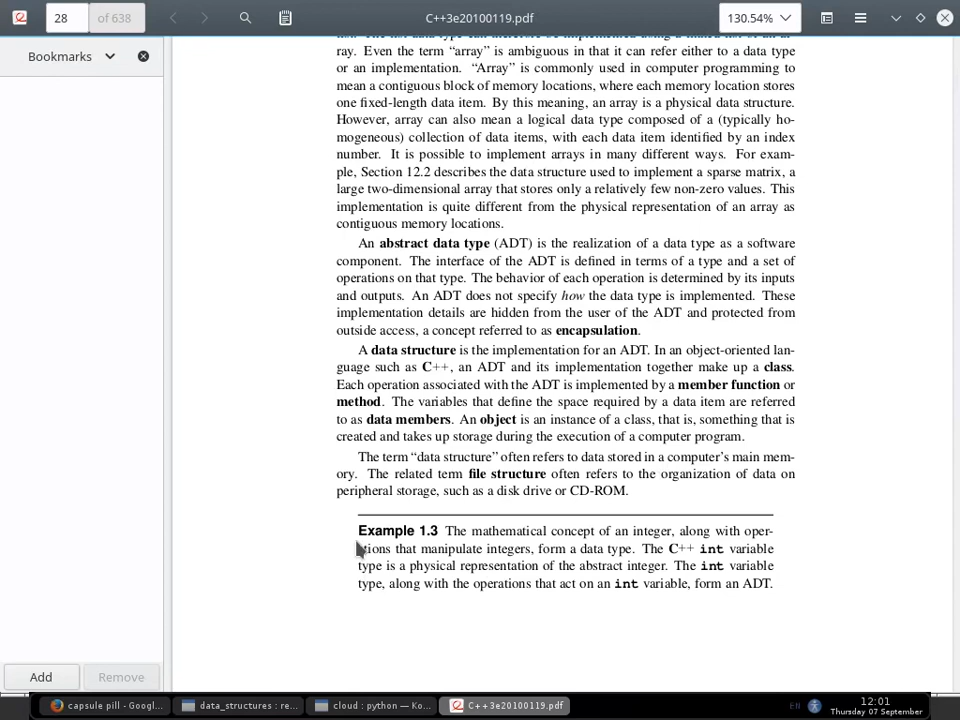 28
of 638
C++3e20100119.pdf
130.54%
Bookmarks
ray. Even the term “array” is ambiguous in that it can refer either to a data type
or an implementation. “Array” is commonly used in computer programming to
mean a contiguous block of memory locations, where each memory location stores
one fixed-length data item. By this meaning, an array is a physical data structure.
However, array can also mean a logical data type composed of a (typically ho-
mogeneous) collection of data items, with each data item identified by an index
number. It is possible to implement arrays in many different ways. For exam-
ple, Section 12.2 describes the data structure used to implement a sparse matrix, a
large two-dimensional array that stores only a relatively few non-zero values. This
implementation is quite different from the physical representation of an array as
contiguous memory locations.
An abstract data type (ADT) is the realization of a data type as a software
component. The interface of the ADT is defined in terms of a type and a set of
operations on that type. The behavior of each operation is determined by its inputs
and outputs. An ADT does not specify how the data type is implemented. These
implementation details are hidden from the user of the ADT and protected from
outside access, a concept referred to as encapsulation.
A data structure is the implementation for an ADT. In an object-oriented lan-
guage such as C++, an ADT and its implementation together make up a class.
Each operation associated with the ADT is implemented by a member function or
method. The variables that define the space required by a data item are referred
to as data members. An object is an instance of a class, that is, something that is
created and takes up storage during the execution of a computer program.
The term “data structure” often refers to data stored in a computer’s main mem-
ory. The related term file structure often refers to the organization of data on
peripheral storage, such as a disk drive or CD-ROM.
Example 1.3 The mathematical concept of an integer, along with oper-
ations that manipulate integers, form a data type. The C++ int variable
type is a physical representation of the abstract integer. The int variable
type, along with the operations that act on an int variable, form an ADT.
Add
Remove
capsule pill - Googl...
data_structures : re...
cloud : python — Ko...
C++3e20100119.pdf
EN
12:01
Thursday 07 September